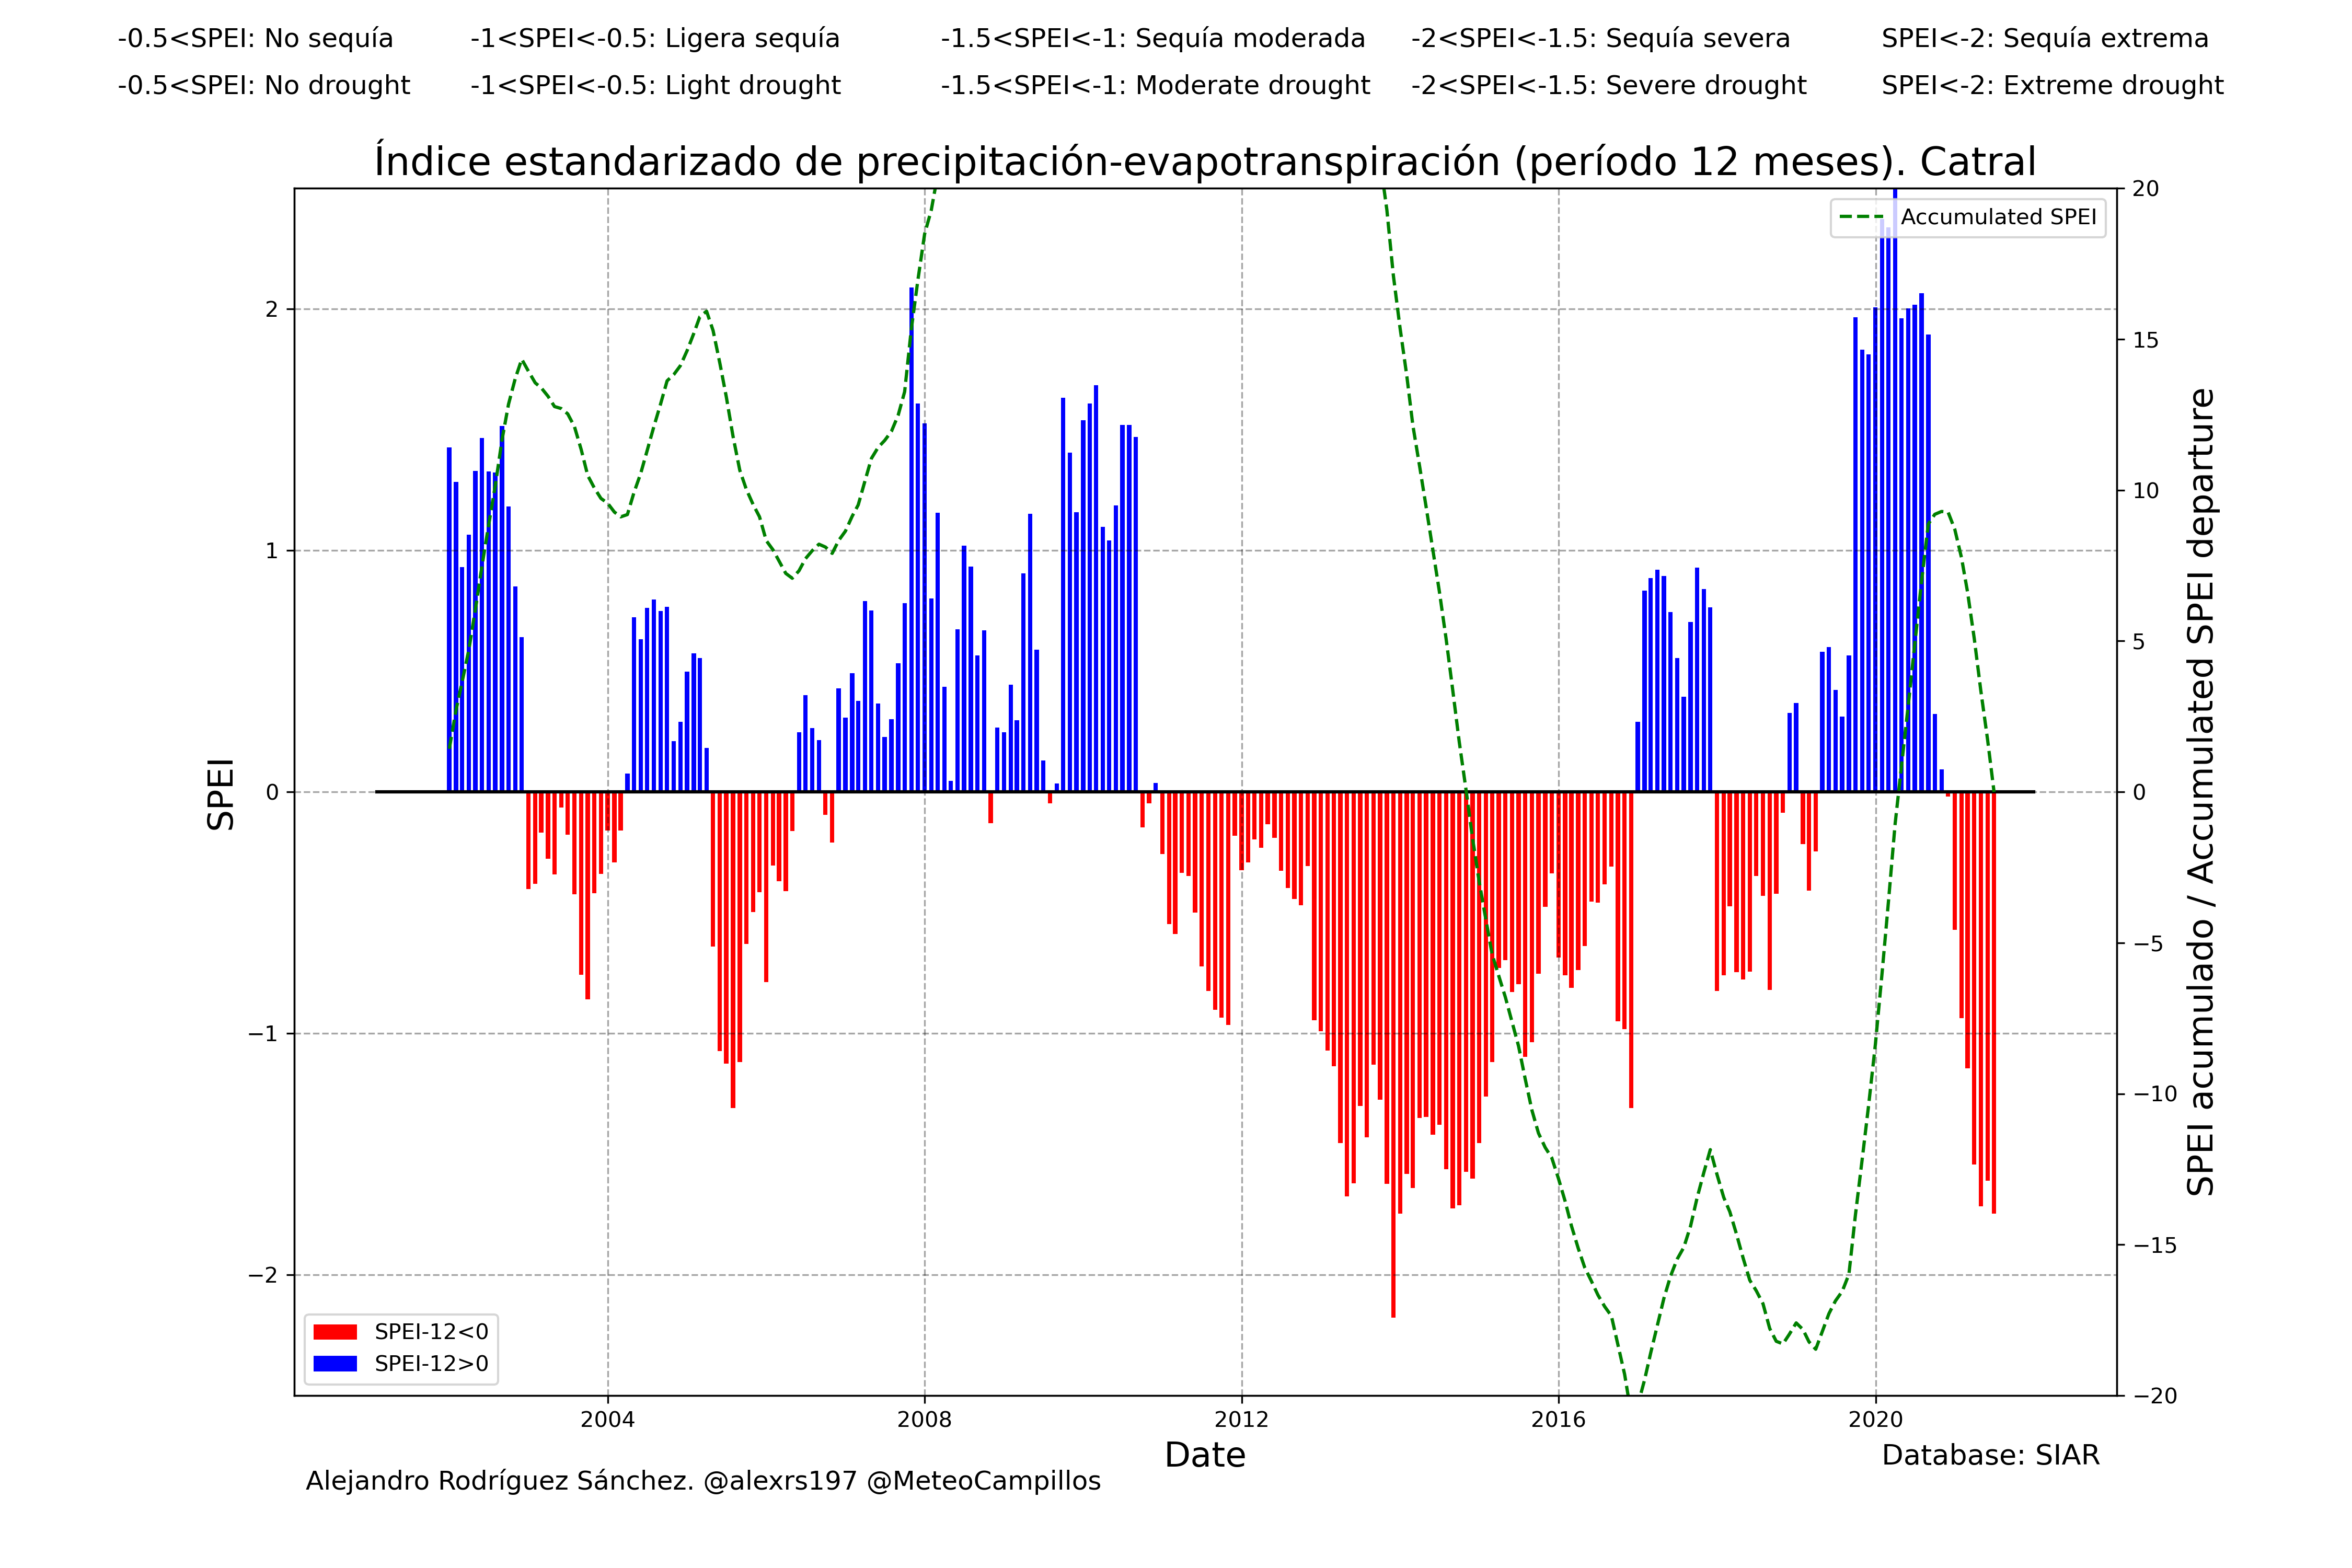 -0.5<SPEI: No sequía -1<SPEI<-0.5: Ligera sequía -1.5<SPEI<-1: Sequía moderada -2<SPEI<-1.5: Sequía severa SPEI<-2: Sequía extrema
-0.5<SPEI: No drought -1<SPEI<-0.5: Light drought -1.5<SPEI<-1: Moderate drought -2<SPEI<-1.5: Severe drought SPEI<-2: Extreme drought
Índice estandarizado de precipitación-evapotranspiración (período 12 meses). Catral
Accumulated SPEI
SPEI
2
1
0
−1
−2
20
15
10
5
0
−5
−10
−15
−20
SPEI acumulado / Accumulated SPEI departure
SPEI-12<0
SPEI-12>0
2004 2008 2012 2016 2020
Date
Database: SIAR
Alejandro Rodríguez Sánchez. @alexrs197 @MeteoCampillos